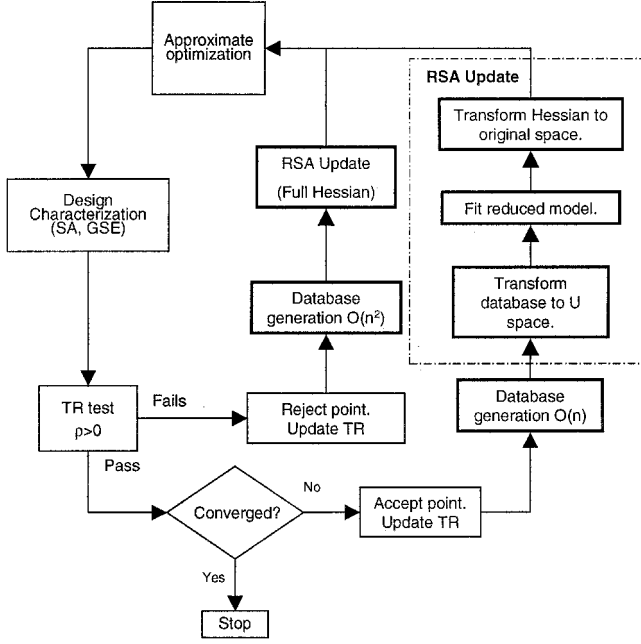 Approximate
optimization
RSA Update
Transform Hessian to
original space.
RSA Update
(Full Hessian)
Design
Characterization
(SA, GSE)
Fit reduced model.
Transform
database to U
space.
Database
generation O(n²)
TR test
ρ>0
Fails
Reject point.
Update TR
Database
generation O(n)
Pass
Converged?
No
Accept point.
Update TR
Yes
Stop